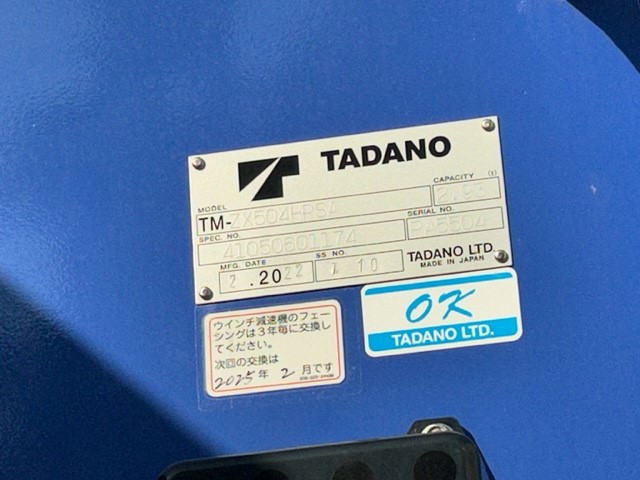 TADANO
MODEL
CAPACITY (t)
TM-ZX504HRSA
2.93
SPEC. NO.
SERIAL NO.
41050601174
MFG. DATE
SS NO.
2 .2022
10
TADANO LTD.
MADE IN JAPAN
ウインチ減速機のフェー
シングは3年毎に交換し
てください。
次回の交換は
2025年 2 月です
OK
TADANO LTD.